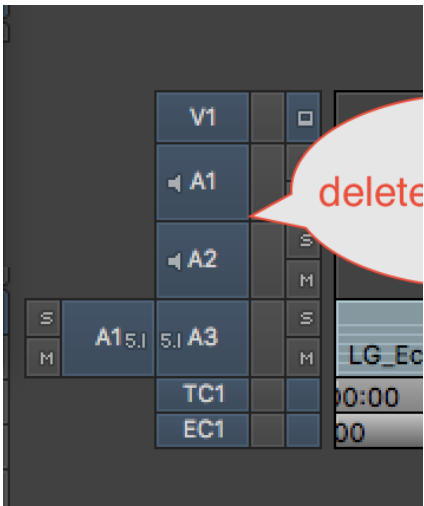 V1
A1
delete
A2
S
M
S
M
A1 5.1
5.1 A3
S
M
LG_Ec
TC1
00:00
EC1
00